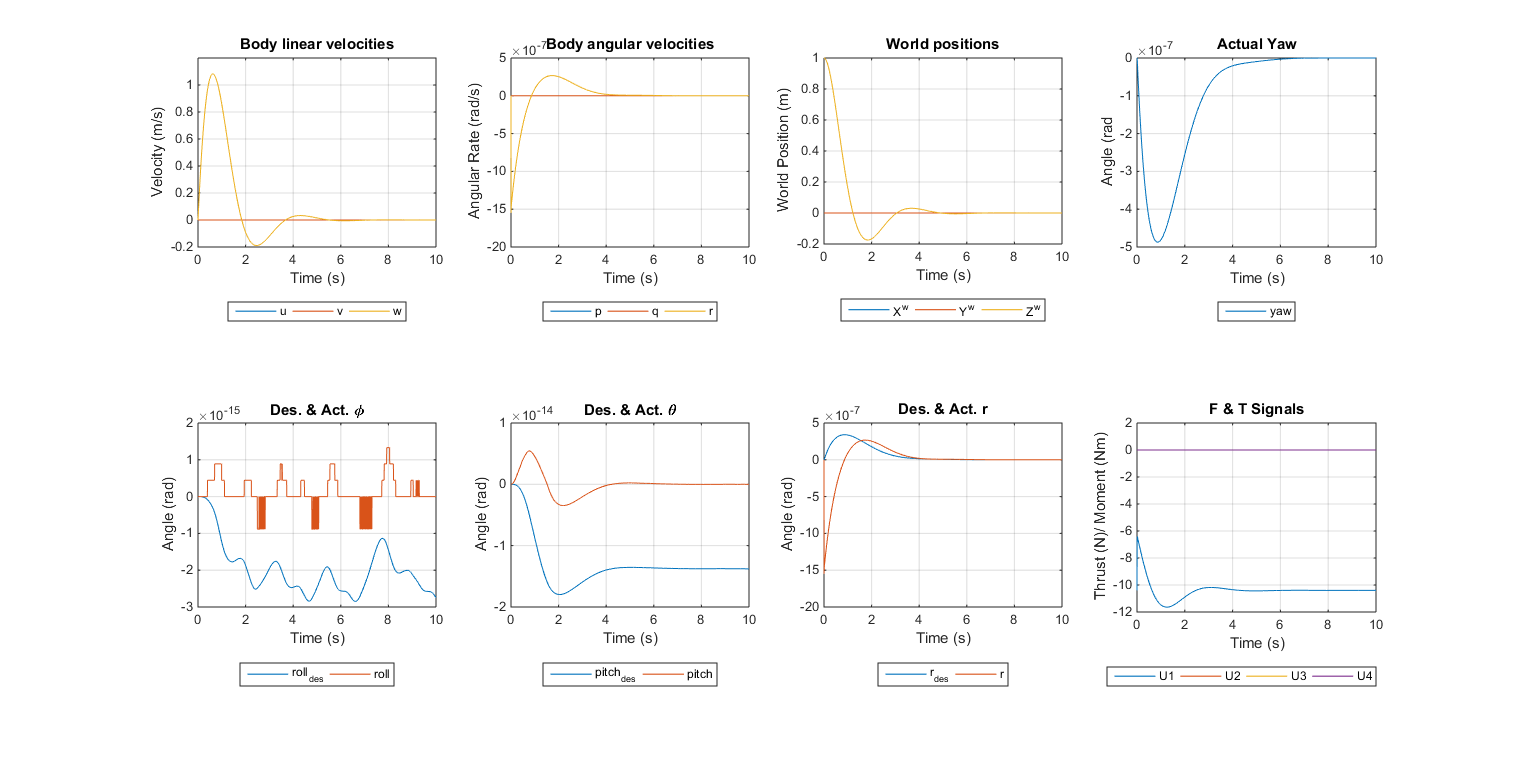 Body linear velocities
Velocity (m/s)
1
0.8
0.6
0.4
0.2
0
-0.2
0 2 4 6 8 10
Time (s)
u v w
×10-7
Body angular velocities
Angular Rate (rad/s)
5
0
-5
-10
-15
-20
0 2 4 6 8 10
Time (s)
p q r
World positions
World Position (m)
1
0.8
0.6
0.4
0.2
0
-0.2
0 2 4 6 8 10
Time (s)
Xw Yw Zw
×10-7
Actual Yaw
Angle (rad
0
-1
-2
-3
-4
-5
0 2 4 6 8 10
Time (s)
yaw
×10-15
Des. & Act. ϕ
Angle (rad)
2
1
0
-1
-2
-3
0 2 4 6 8 10
Time (s)
rolldes roll
×10-14
Des. & Act. θ
Angle (rad)
1
0
-1
-2
0 2 4 6 8 10
Time (s)
pitchdes pitch
×10-7
Des. & Act. r
Angle (rad)
5
0
-5
-10
-15
-20
0 2 4 6 8 10
Time (s)
rdes r
F & T Signals
Thrust (N)/ Moment (Nm)
2
0
-2
-4
-6
-8
-10
-12
0 2 4 6 8 10
Time (s)
U1 U2 U3 U4